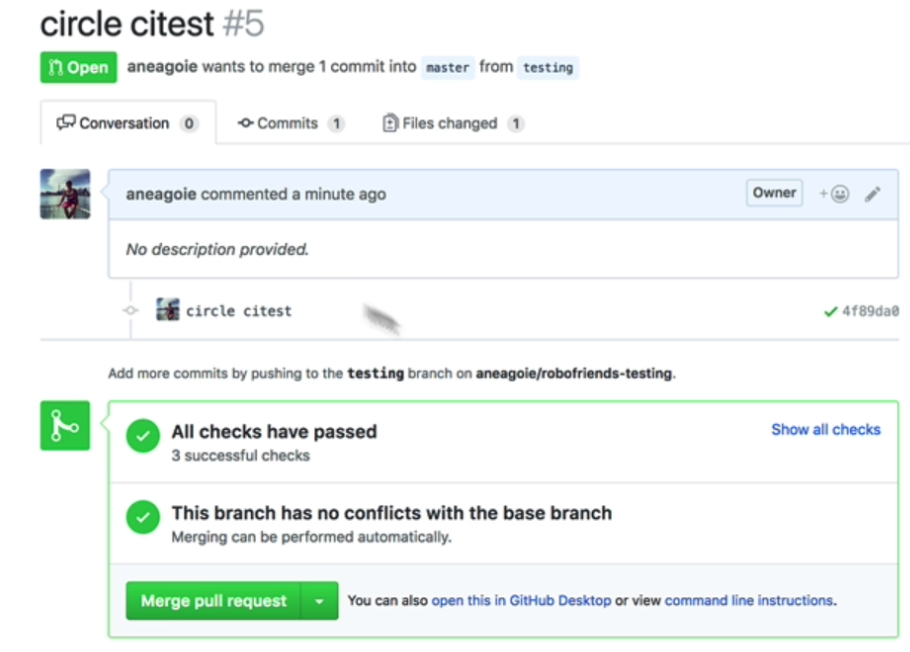 circle citest #5
Open aneagoie wants to merge 1 commit into master from testing
Conversation 0 Commits 1 Files changed 1
aneagoie commented a minute ago Owner +
No description provided.
circle citest 4f89da0
Add more commits by pushing to the testing branch on aneagoie/robofriends-testing.
All checks have passed Show all checks
3 successful checks
This branch has no conflicts with the base branch
Merging can be performed automatically.
Merge pull request You can also open this in GitHub Desktop or view command line instructions.